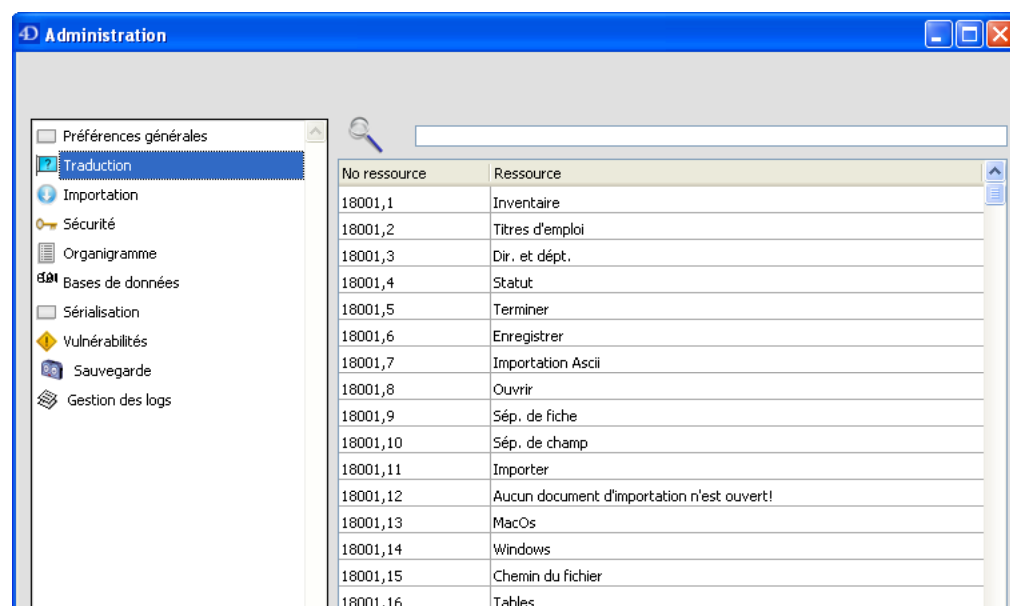 4D Administration
Préférences générales
Traduction
Importation
Sécurité
Organigramme
Bases de données
Sérialisation
Vulnérabilités
Sauvegarde
Gestion des logs
No ressource Ressource
18001,1 Inventaire
18001,2 Titres d'emploi
18001,3 Dir. et dépt.
18001,4 Statut
18001,5 Terminer
18001,6 Enregistrer
18001,7 Importation Ascii
18001,8 Ouvrir
18001,9 Sép. de fiche
18001,10 Sép. de champ
18001,11 Importer
18001,12 Aucun document d'importation n'est ouvert!
18001,13 MacOs
18001,14 Windows
18001,15 Chemin du fichier
18001,16 Tables